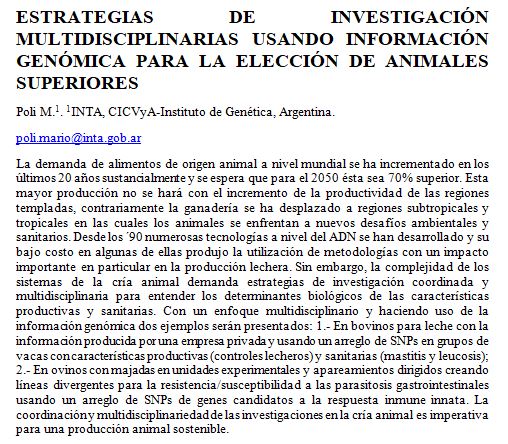 ESTRATEGIAS DE INVESTIGACIÓN
MULTIDISCIPLINARIAS USANDO INFORMACIÓN
GENÓMICA PARA LA ELECCIÓN DE ANIMALES
SUPERIORES
Poli M.¹. ¹INTA, CICVyA-Instituto de Genética, Argentina.
poli.mario@inta.gob.ar
La demanda de alimentos de origen animal a nivel mundial se ha incrementado en los
últimos 20 años sustancialmente y se espera que para el 2050 ésta sea 70% superior. Esta
mayor producción no se hará con el incremento de la productividad de las regiones
templadas, contrariamente la ganadería se ha desplazado a regiones subtropicales y
tropicales en las cuales los animales se enfrentan a nuevos desafíos ambientales y
sanitarios. Desde los ´90 numerosas tecnologías a nivel del ADN se han desarrollado y su
bajo costo en algunas de ellas produjo la utilización de metodologías con un impacto
importante en particular en la producción lechera. Sin embargo, la complejidad de los
sistemas de la cría animal demanda estrategias de investigación coordinada y
multidisciplinaria para entender los determinantes biológicos de las características
productivas y sanitarias. Con un enfoque multidisciplinario y haciendo uso de la
información genómica dos ejemplos serán presentados: 1.- En bovinos para leche con la
información producida por una empresa privada y usando un arreglo de SNPs en grupos de
vacas con características productivas (controles lecheros) y sanitarias (mastitis y leucosis);
2.- En ovinos con majadas en unidades experimentales y apareamientos dirigidos creando
líneas divergentes para la resistencia/susceptibilidad a las parasitosis gastrointestinales
usando un arreglo de SNPs de genes candidatos a la respuesta inmune innata. La
coordinación y multidisciplinariedad de las investigaciones en la cría animal es imperativa
para una producción animal sostenible.